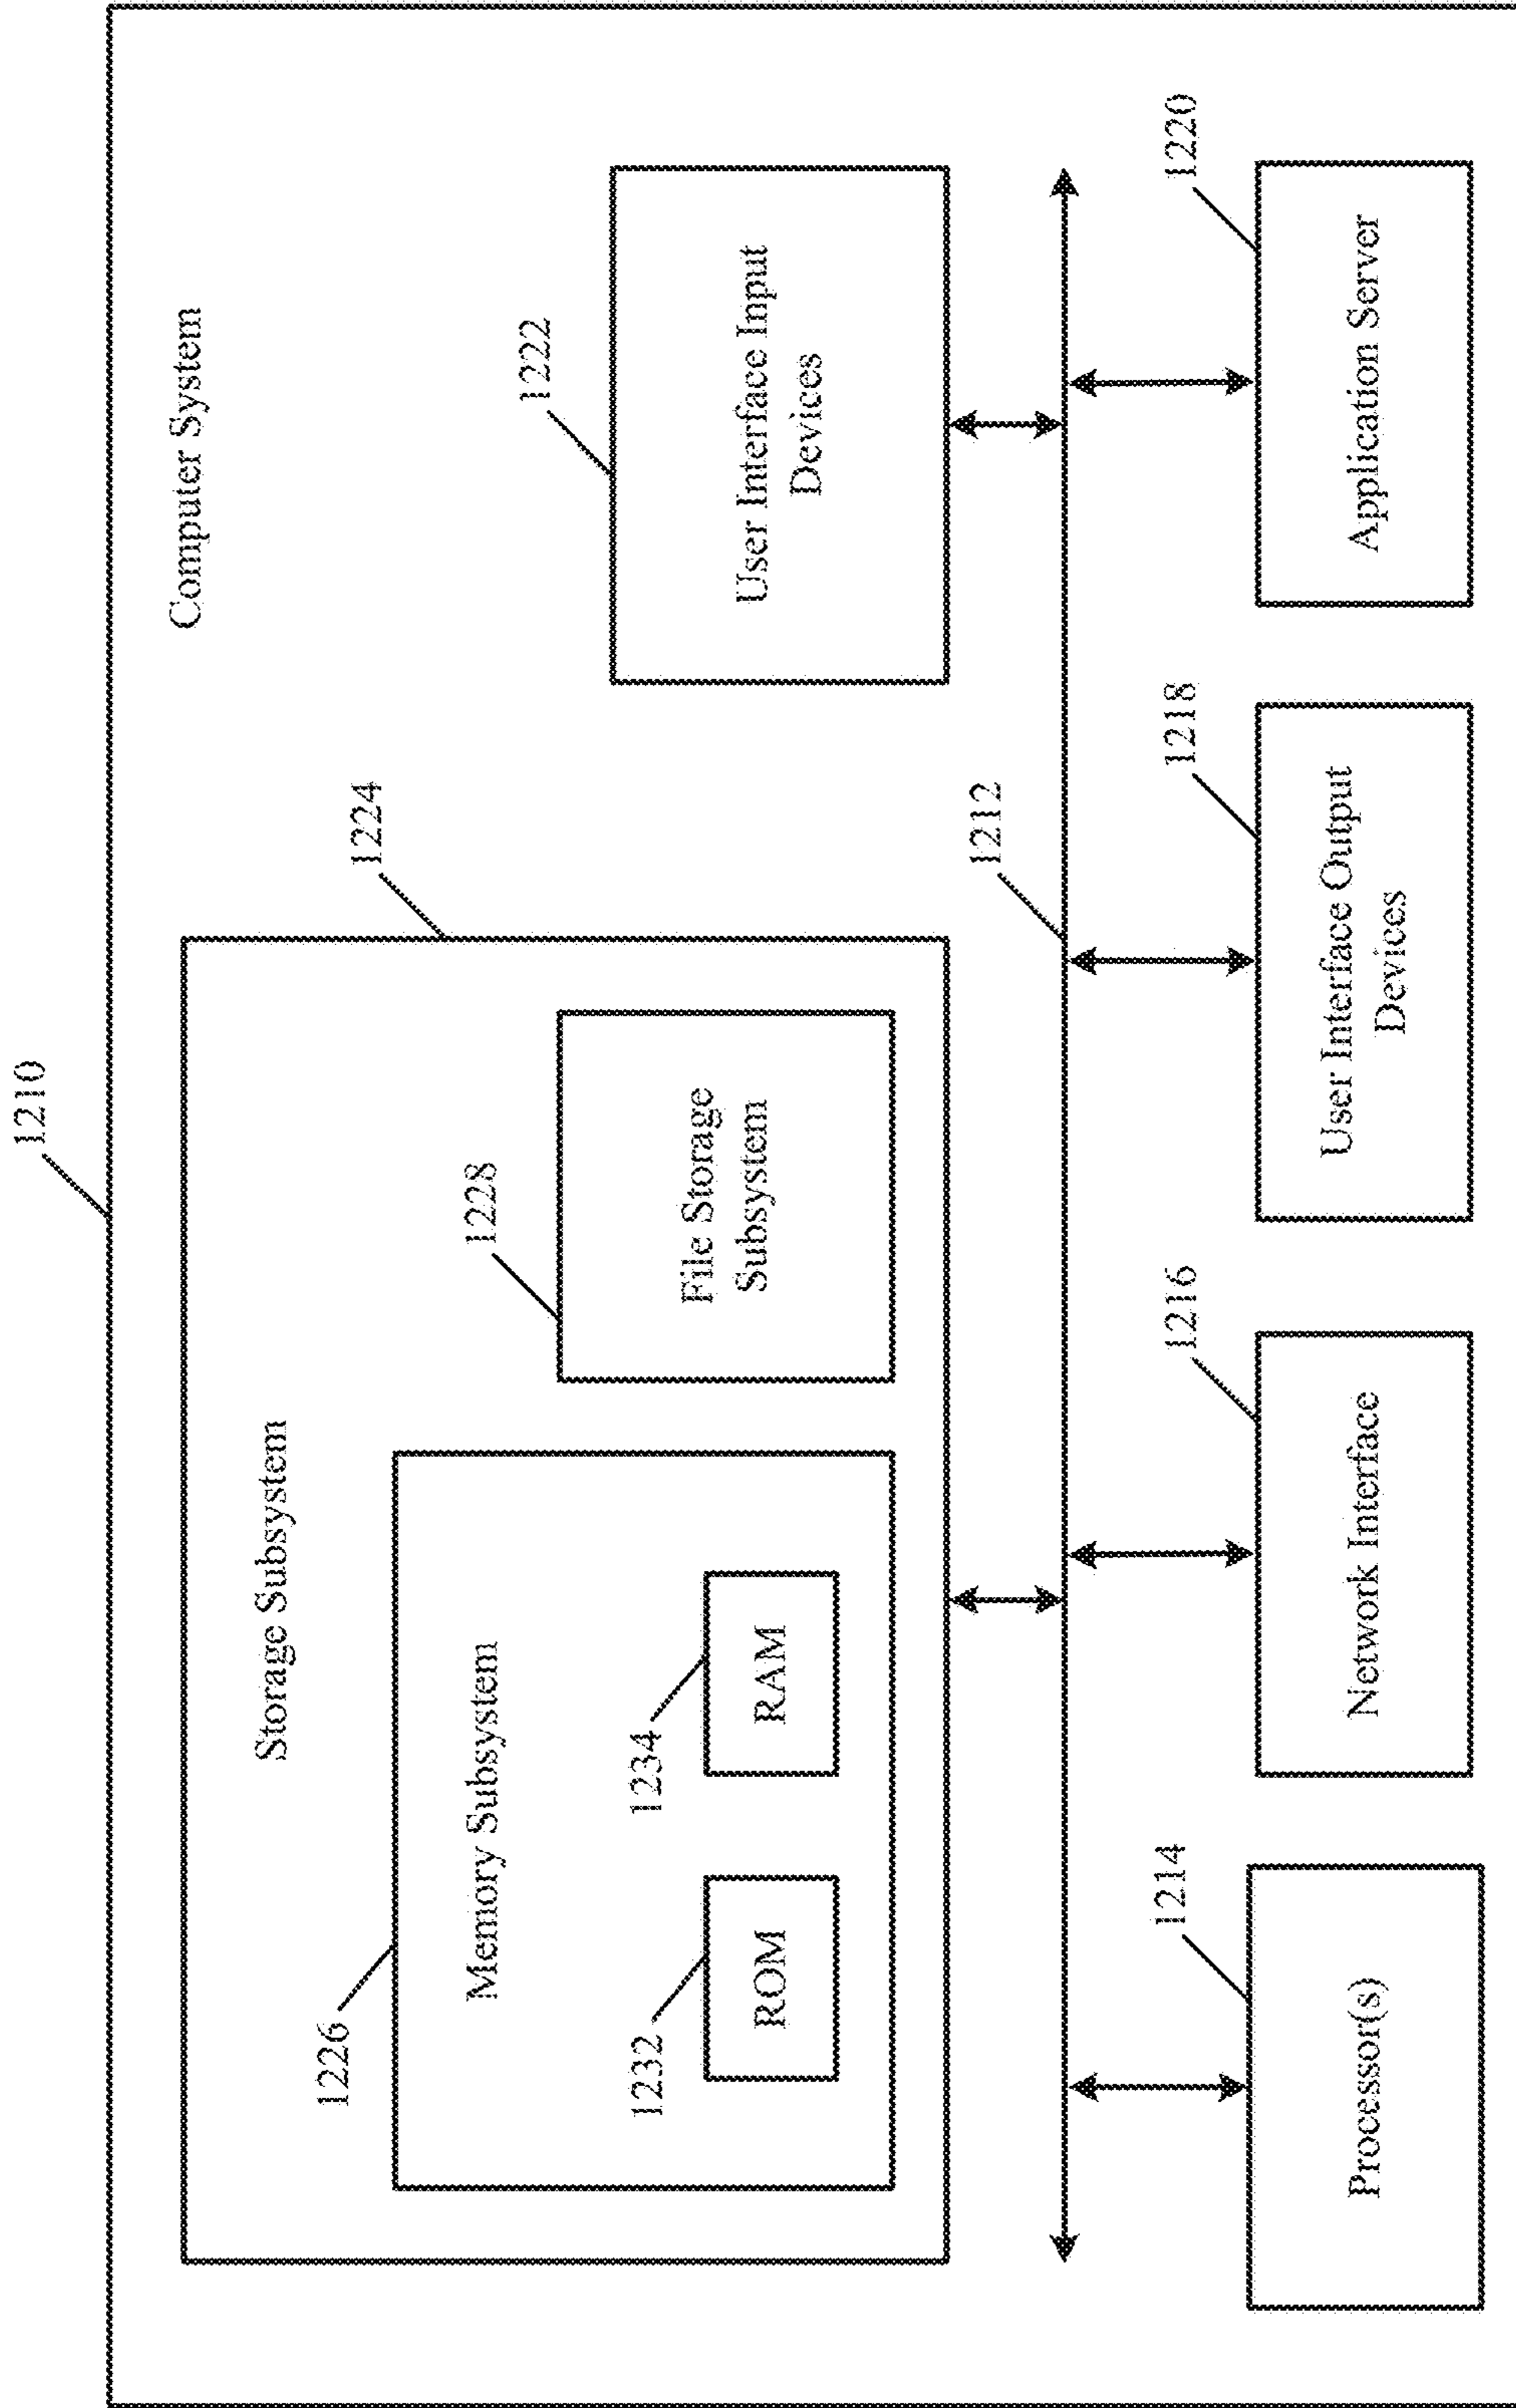 1210
Computer System
Storage Subsystem
1224
1226
Memory Subsystem
1228
File Storage
Subsystem
1222
User Interface Input
Devices
1232
ROM
1234
RAM
1212
1214
Processor(s)
1216
Network Interface
1218
User Interface Output
Devices
1220
Application Server